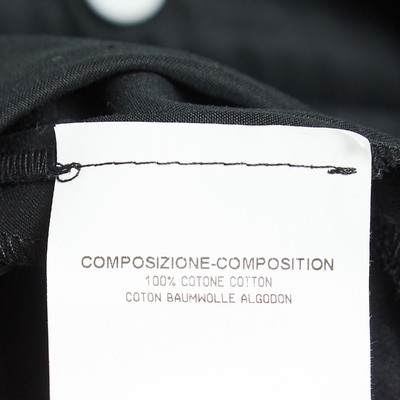 COMPOSIZIONE-COMPOSITION
100% COTONE COTTON
COTON BAUMWOLLE ALGODON